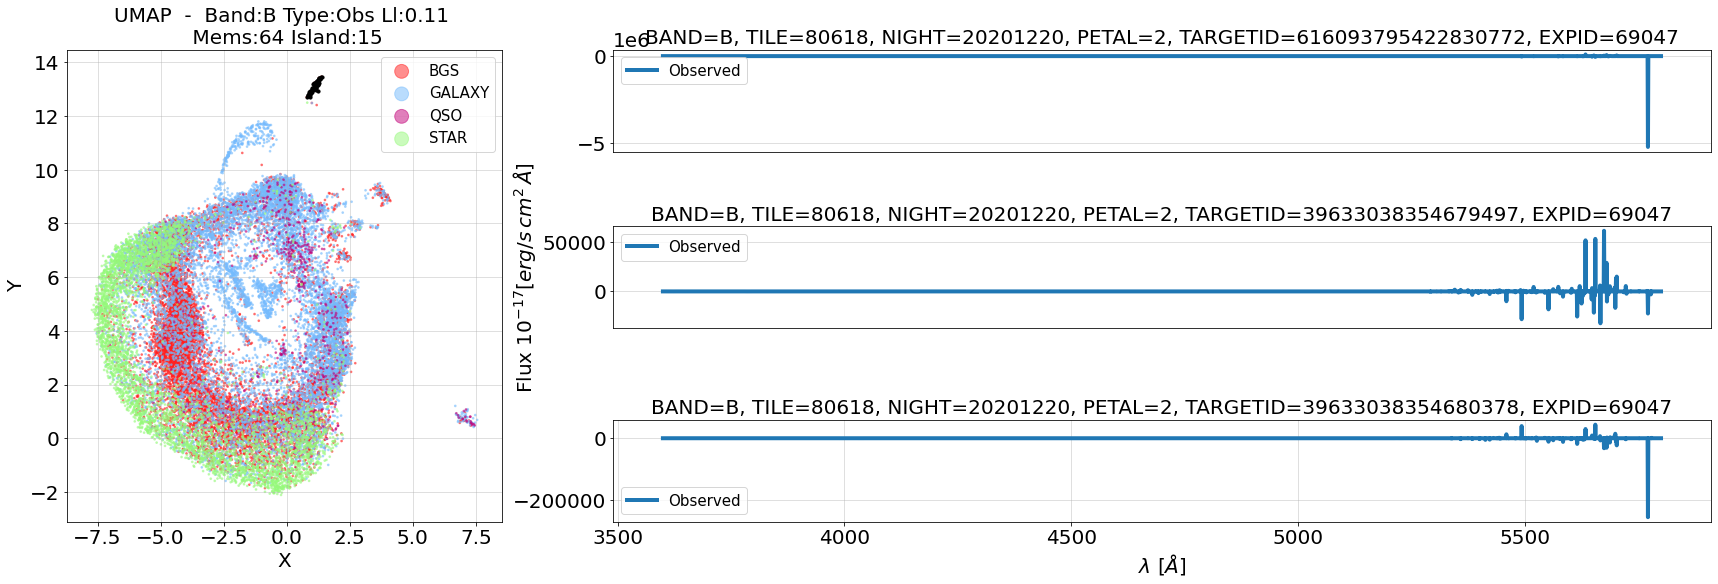 UMAP  -  Band:B Type:Obs Ll:0.11
Mems:64 Island:15
14
12
10
8
6
4
2
0
−2
Y
−7.5
−5.0
−2.5
0.0
2.5
5.0
7.5
X
BGS
GALAXY
QSO
STAR
Flux 10⁻¹⁷[erg/s cm² Å]
1e6
BAND=B, TILE=80618, NIGHT=20201220, PETAL=2, TARGETID=616093795422830772, EXPID=69047
0
−5
Observed
BAND=B, TILE=80618, NIGHT=20201220, PETAL=2, TARGETID=39633038354679497, EXPID=69047
50000
0
Observed
BAND=B, TILE=80618, NIGHT=20201220, PETAL=2, TARGETID=39633038354680378, EXPID=69047
0
−200000
Observed
3500
4000
4500
5000
5500
λ [Å]